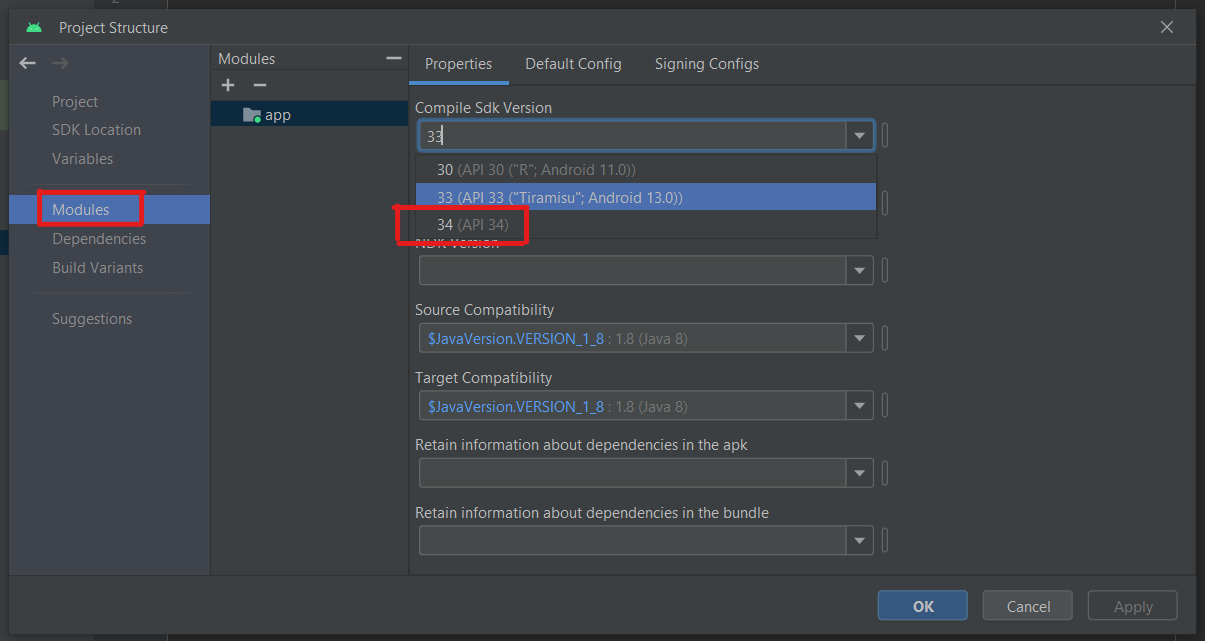 Project Structure
Project
SDK Location
Variables
Modules
Dependencies
Build Variants
Suggestions
Modules
app
Properties
Default Config
Signing Configs
Compile Sdk Version
33
30 (API 30 ("R"; Android 11.0))
33 (API 33 ("Tiramisu"; Android 13.0))
34 (API 34)
NDK Version
Source Compatibility
$JavaVersion.VERSION_1_8 : 1.8 (Java 8)
Target Compatibility
$JavaVersion.VERSION_1_8 : 1.8 (Java 8)
Retain information about dependencies in the apk
Retain information about dependencies in the bundle
OK
Cancel
Apply